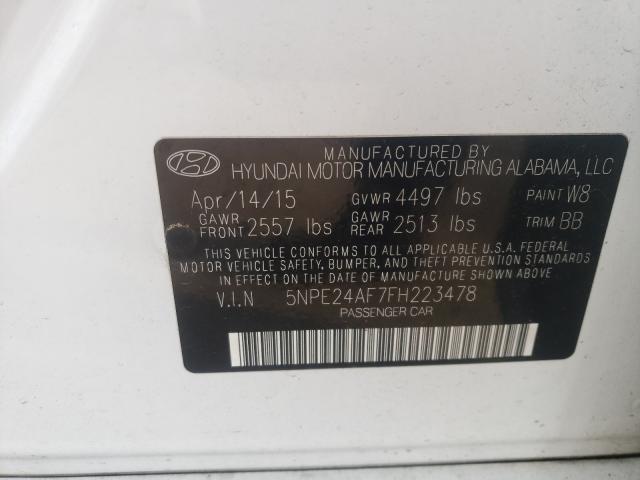 MANUFACTURED BY
HYUNDAI MOTOR MANUFACTURING ALABAMA, LLC
Apr/14/15 GVWR 4497 lbs PAINT W8
GAWR FRONT 2557 lbs GAWR REAR 2513 lbs TRIM BB
THIS VEHICLE CONFORMS TO ALL APPLICABLE U.S.A. FEDERAL
MOTOR VEHICLE SAFETY, BUMPER, AND THEFT PREVENTION STANDARDS
IN EFFECT ON THE DATE OF MANUFACTURE SHOWN ABOVE.
V.I.N 5NPE24AF7FH223478
PASSENGER CAR